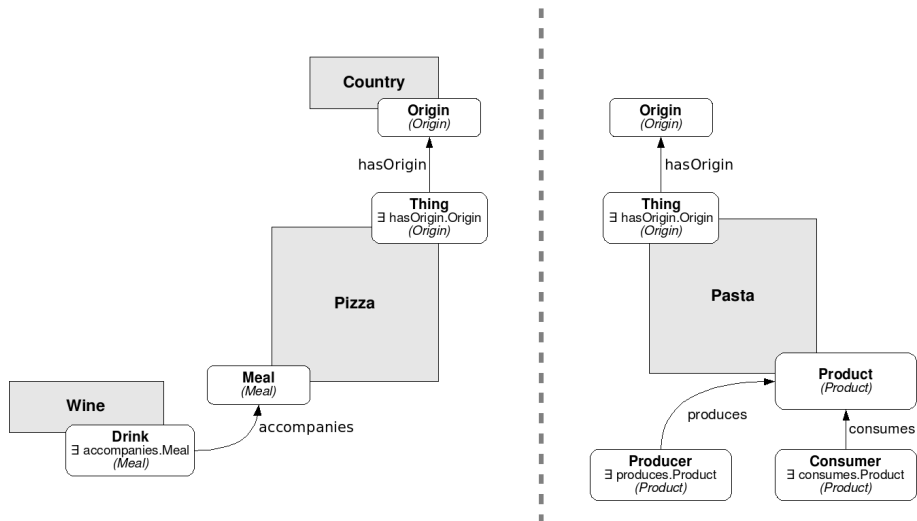 Country
Origin
(Origin)
hasOrigin
Thing
∃ hasOrigin.Origin
(Origin)
Pizza
Meal
(Meal)
accompanies
Wine
Drink
∃ accompanies.Meal
(Meal)
Origin
(Origin)
hasOrigin
Thing
∃ hasOrigin.Origin
(Origin)
Pasta
Product
(Product)
produces
consumes
Producer
∃ produces.Product
(Product)
Consumer
∃ consumes.Product
(Product)